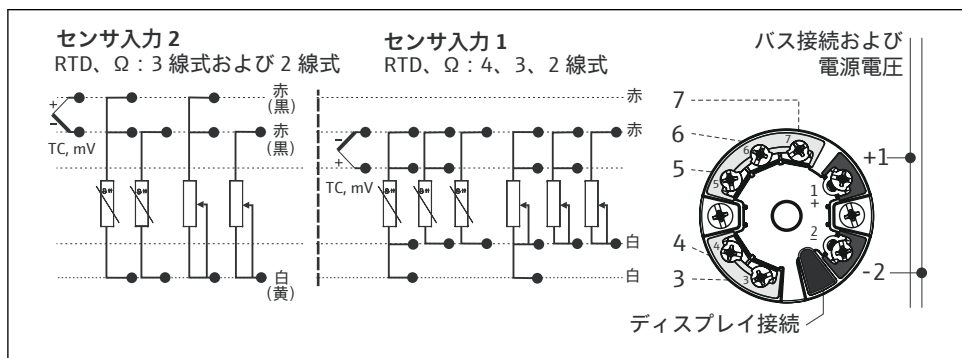 センサ入力 2
RTD、Ω：3 線式および 2 線式
赤
(黒)
赤
(黒)
+
-
TC, mV
白
(黄)
センサ入力 1
RTD、Ω：4、3、2 線式
赤
赤
-
+
TC, mV
白
白
バス接続および
電源電圧
7
6
5
4
3
7
6
5
4
3
1
+
2
-
+1
-2
ディスプレイ接続